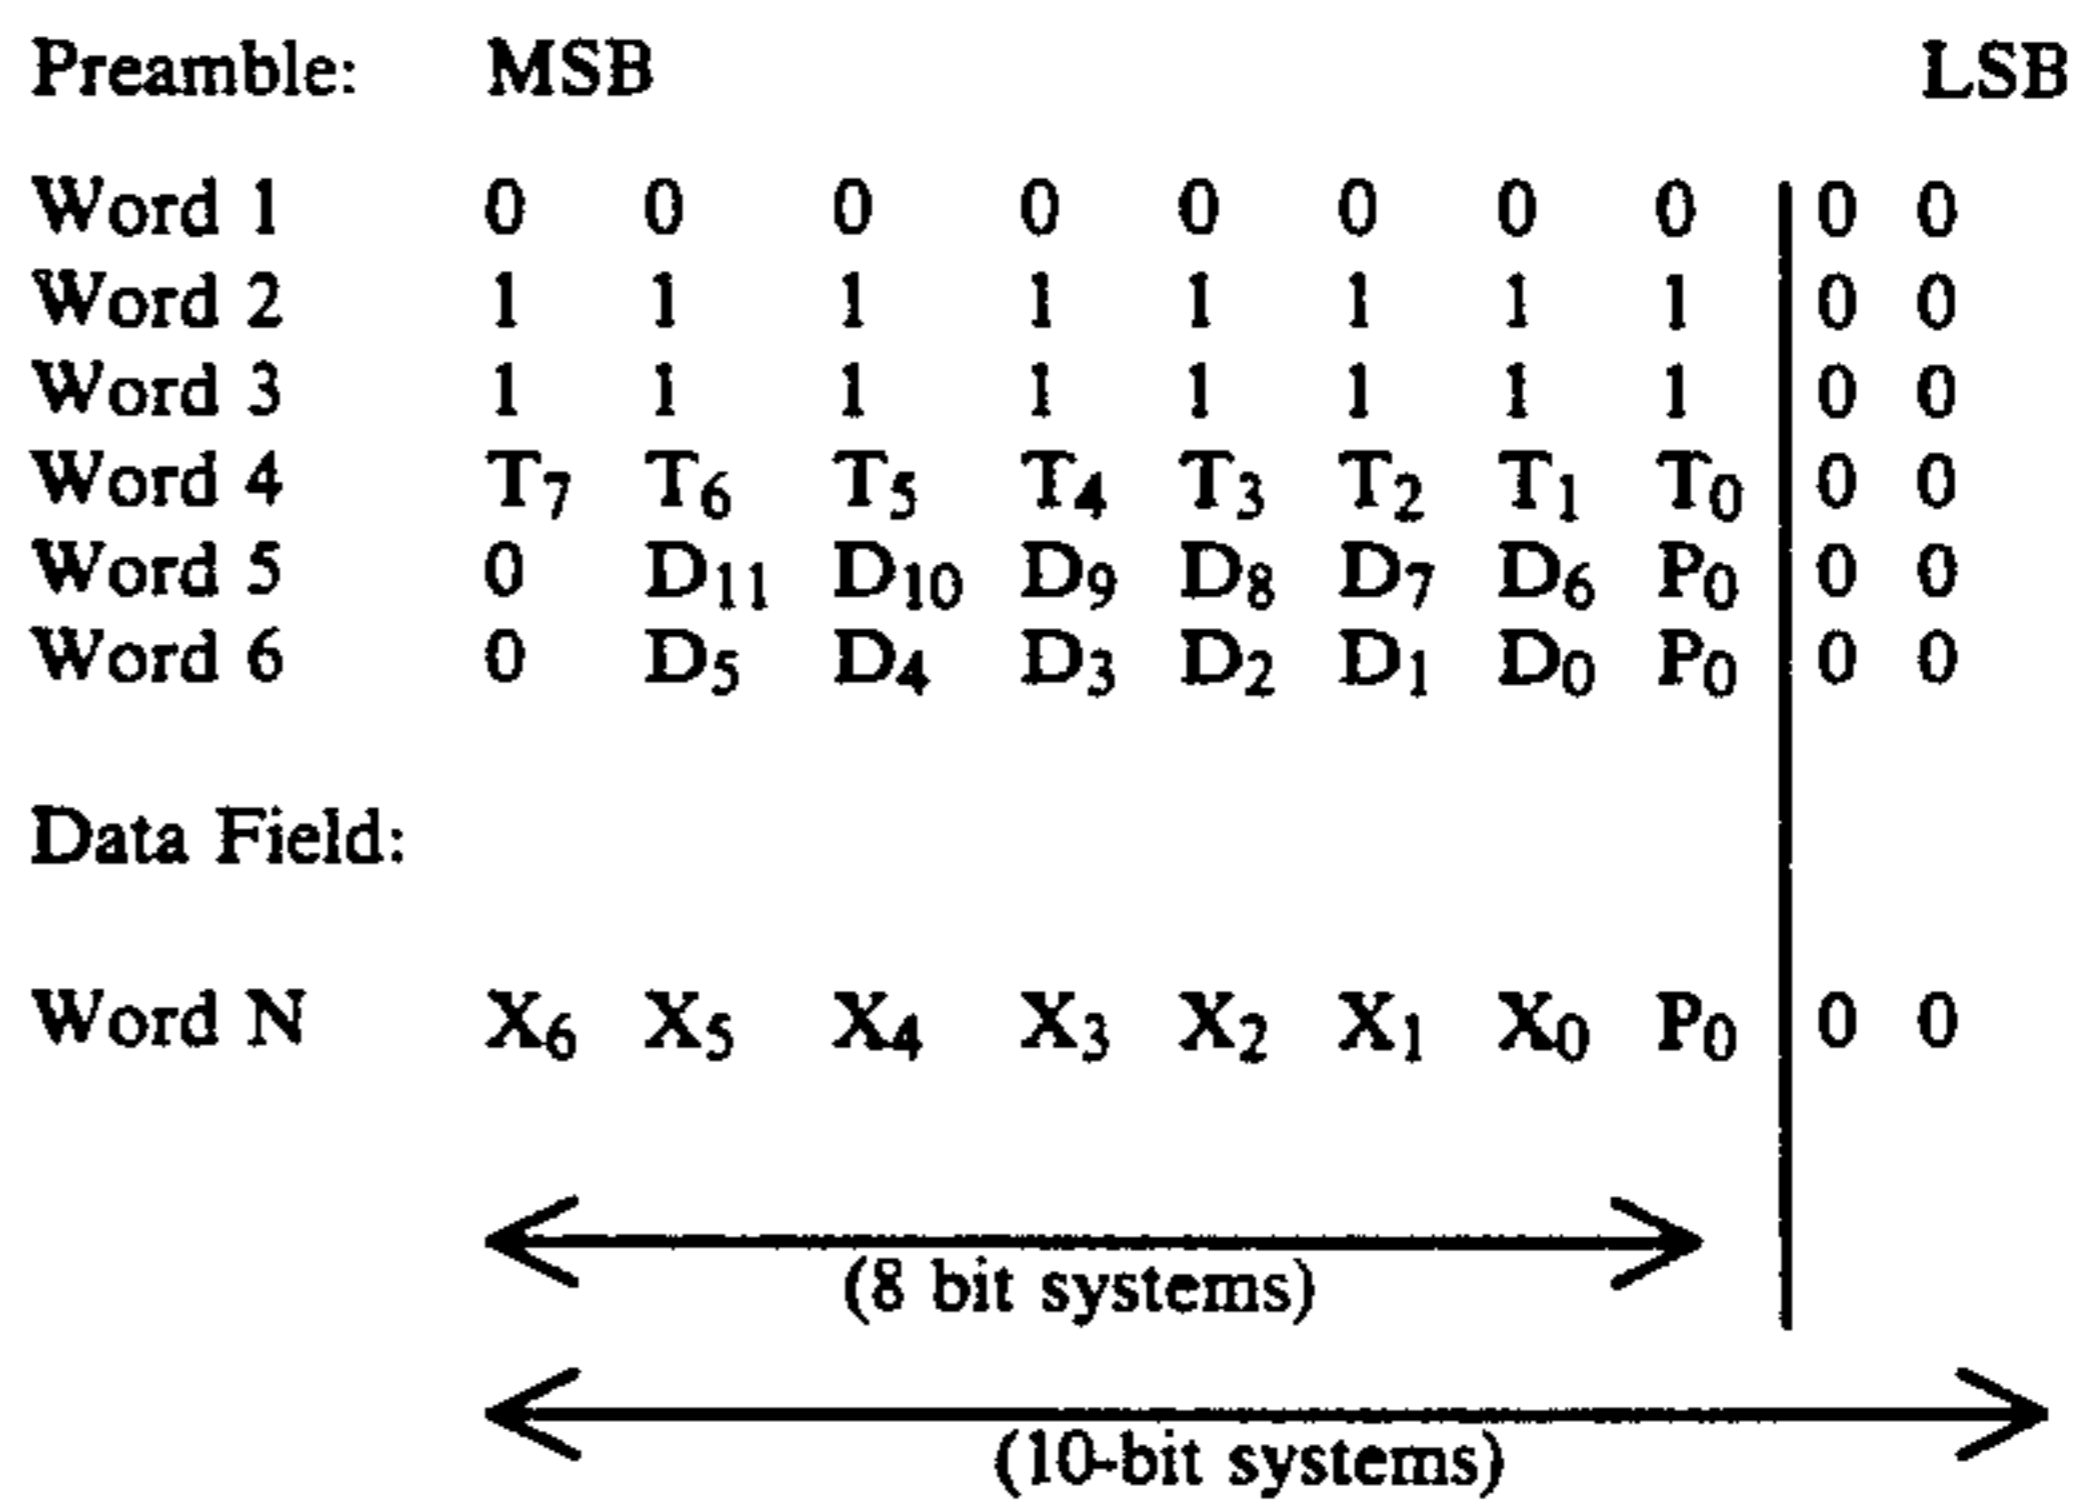 Preamble: MSB LSB
Word 1 0 0 0 0 0 0 0 0 0 0
Word 2 1 1 1 1 1 1 1 1 0 0
Word 3 1 1 1 1 1 1 1 1 0 0
Word 4 T7 T6 T5 T4 T3 T2 T1 T0 0 0
Word 5 0 D11 D10 D9 D8 D7 D6 P0 0 0
Word 6 0 D5 D4 D3 D2 D1 D0 P0 0 0
Data Field:
Word N X6 X5 X4 X3 X2 X1 X0 P0 0 0
(8 bit systems)
(10-bit systems)